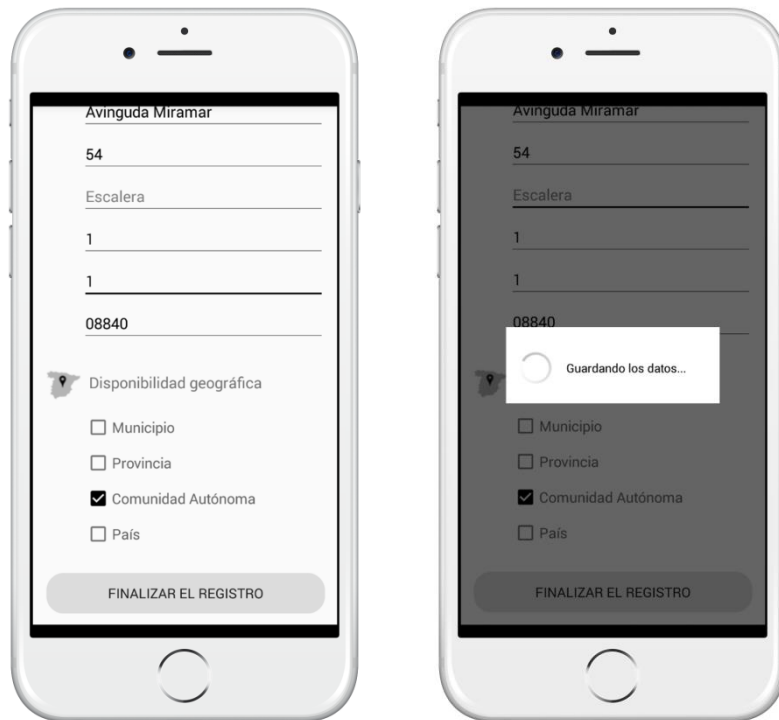 Avinguda Miramar
54
Escalera
1
1
08840
Disponibilidad geográfica
Municipio
Provincia
Comunidad Autónoma
País
FINALIZAR EL REGISTRO
Avinguda Miramar
54
Escalera
1
1
08840
Guardando los datos...
Municipio
Provincia
Comunidad Autónoma
País
FINALIZAR EL REGISTRO